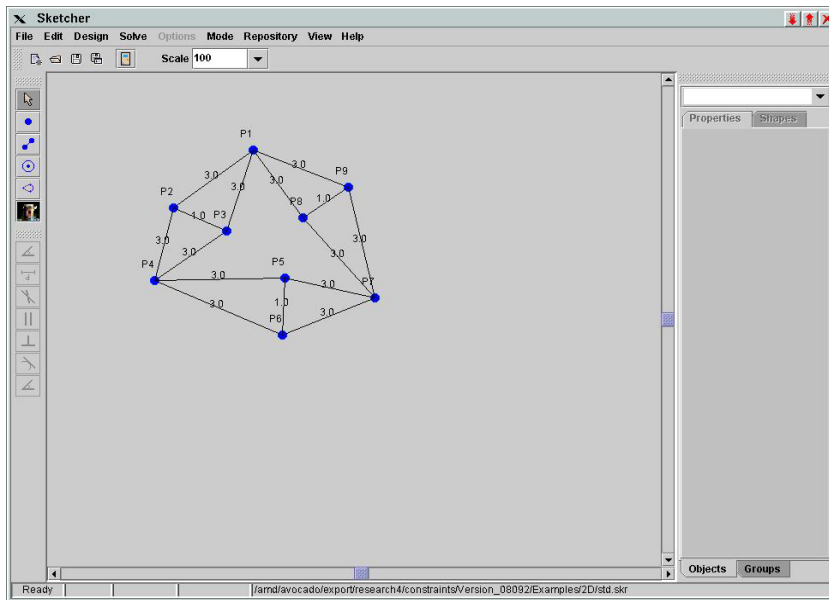 Sketcher
File Edit Design Solve Options Mode Repository View Help
Scale 100
Properties Shapes
P1
3.0 3.0 P9
P2 3.0 3.0
1.0 P3 P8 1.0
3.0 3.0 3.0 3.0
P4 P5 P7
3.0 3.0
3.0 1.0
P6 3.0
Objects Groups
Ready /amd/avocado/export/research4/constraints/Version_08092/Examples/2D/std.skr